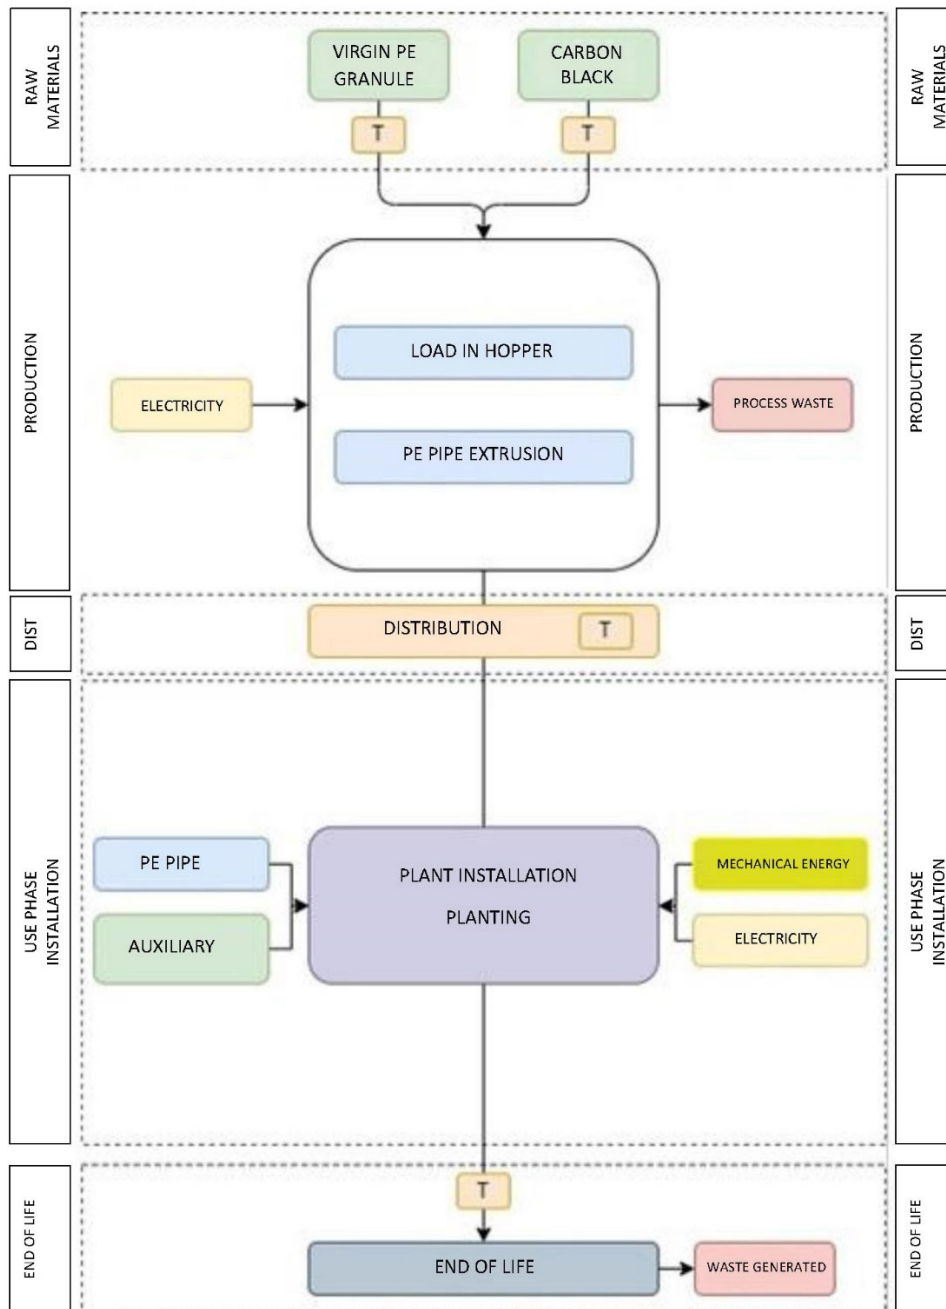 RAW
MATERIALS
VIRGIN PE
GRANULE
CARBON
BLACK
T
T
RAW
MATERIALS
PRODUCTION
LOAD IN HOPPER
ELECTRICITY
PROCESS WASTE
PE PIPE EXTRUSION
PRODUCTION
DIST
DISTRIBUTION
T
DIST
USE PHASE
INSTALLATION
PE PIPE
AUXILIARY
PLANT INSTALLATION
PLANTING
MECHANICAL ENERGY
ELECTRICITY
USE PHASE
INSTALLATION
END OF LIFE
T
END OF LIFE
WASTE GENERATED
END OF LIFE